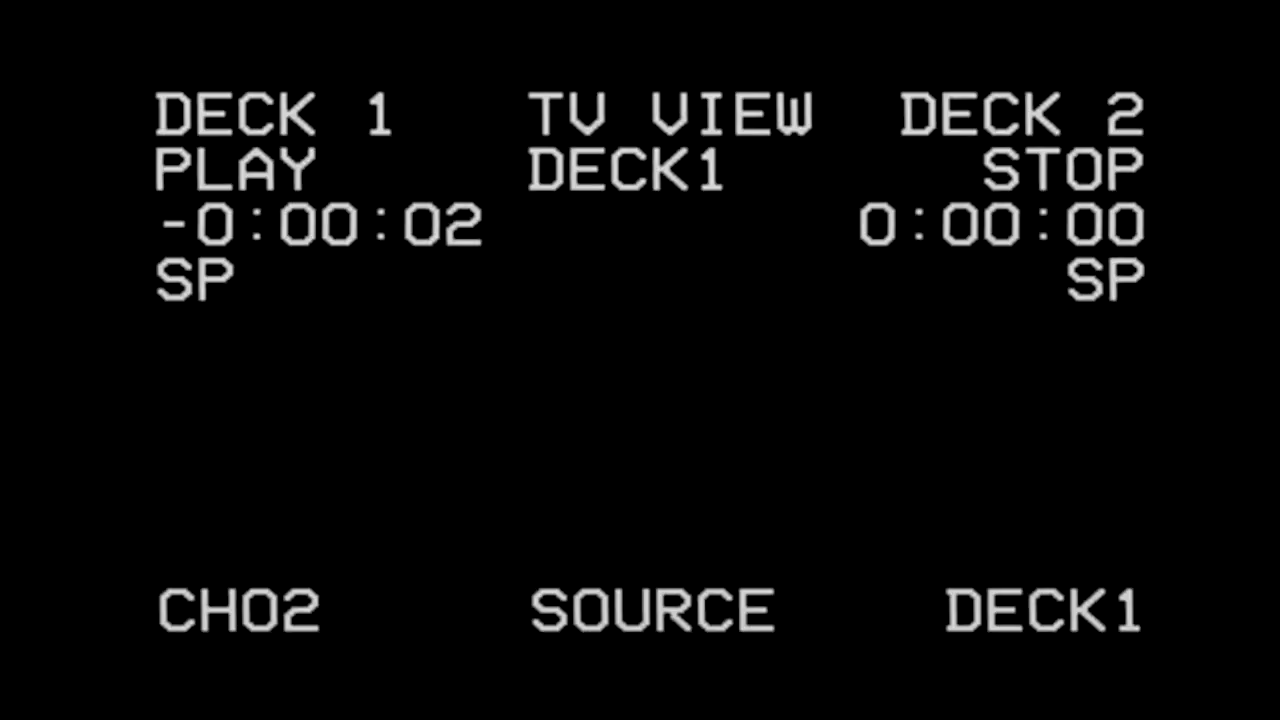 DECK 1 TV VIEW DECK 2
PLAY DECK1 STOP
-0:00:02 0:00:00
SP SP
CH02 SOURCE DECK1